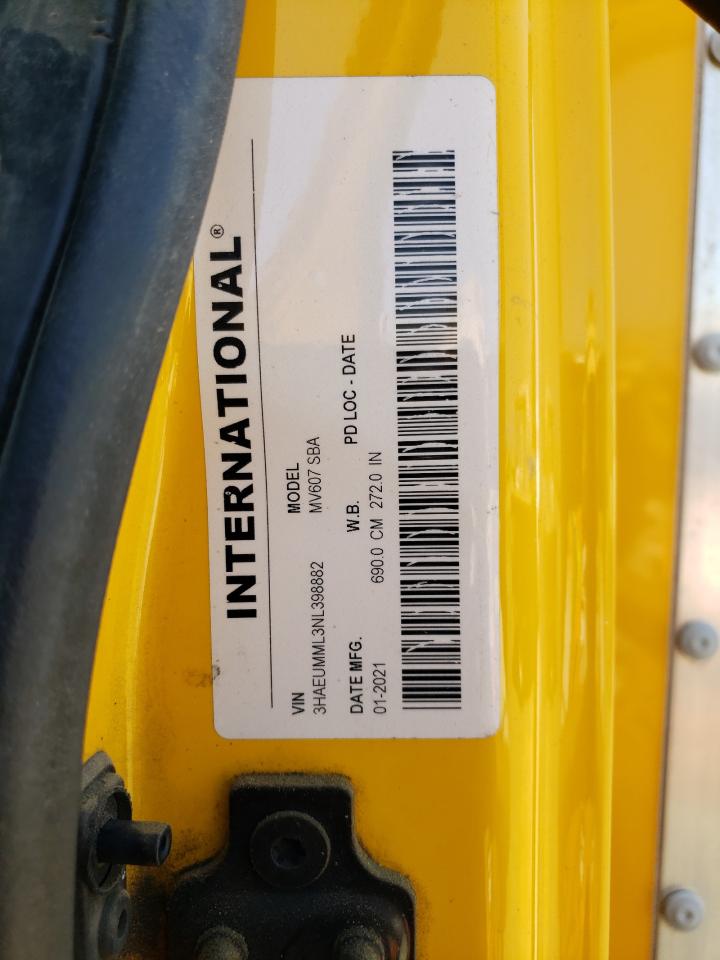 INTERNATIONAL®
VIN MODEL
3HAEUMML3NL398882 MV607 SBA
DATE MFG. W.B. PD LOC - DATE
01-2021 690.0 CM 272.0 IN